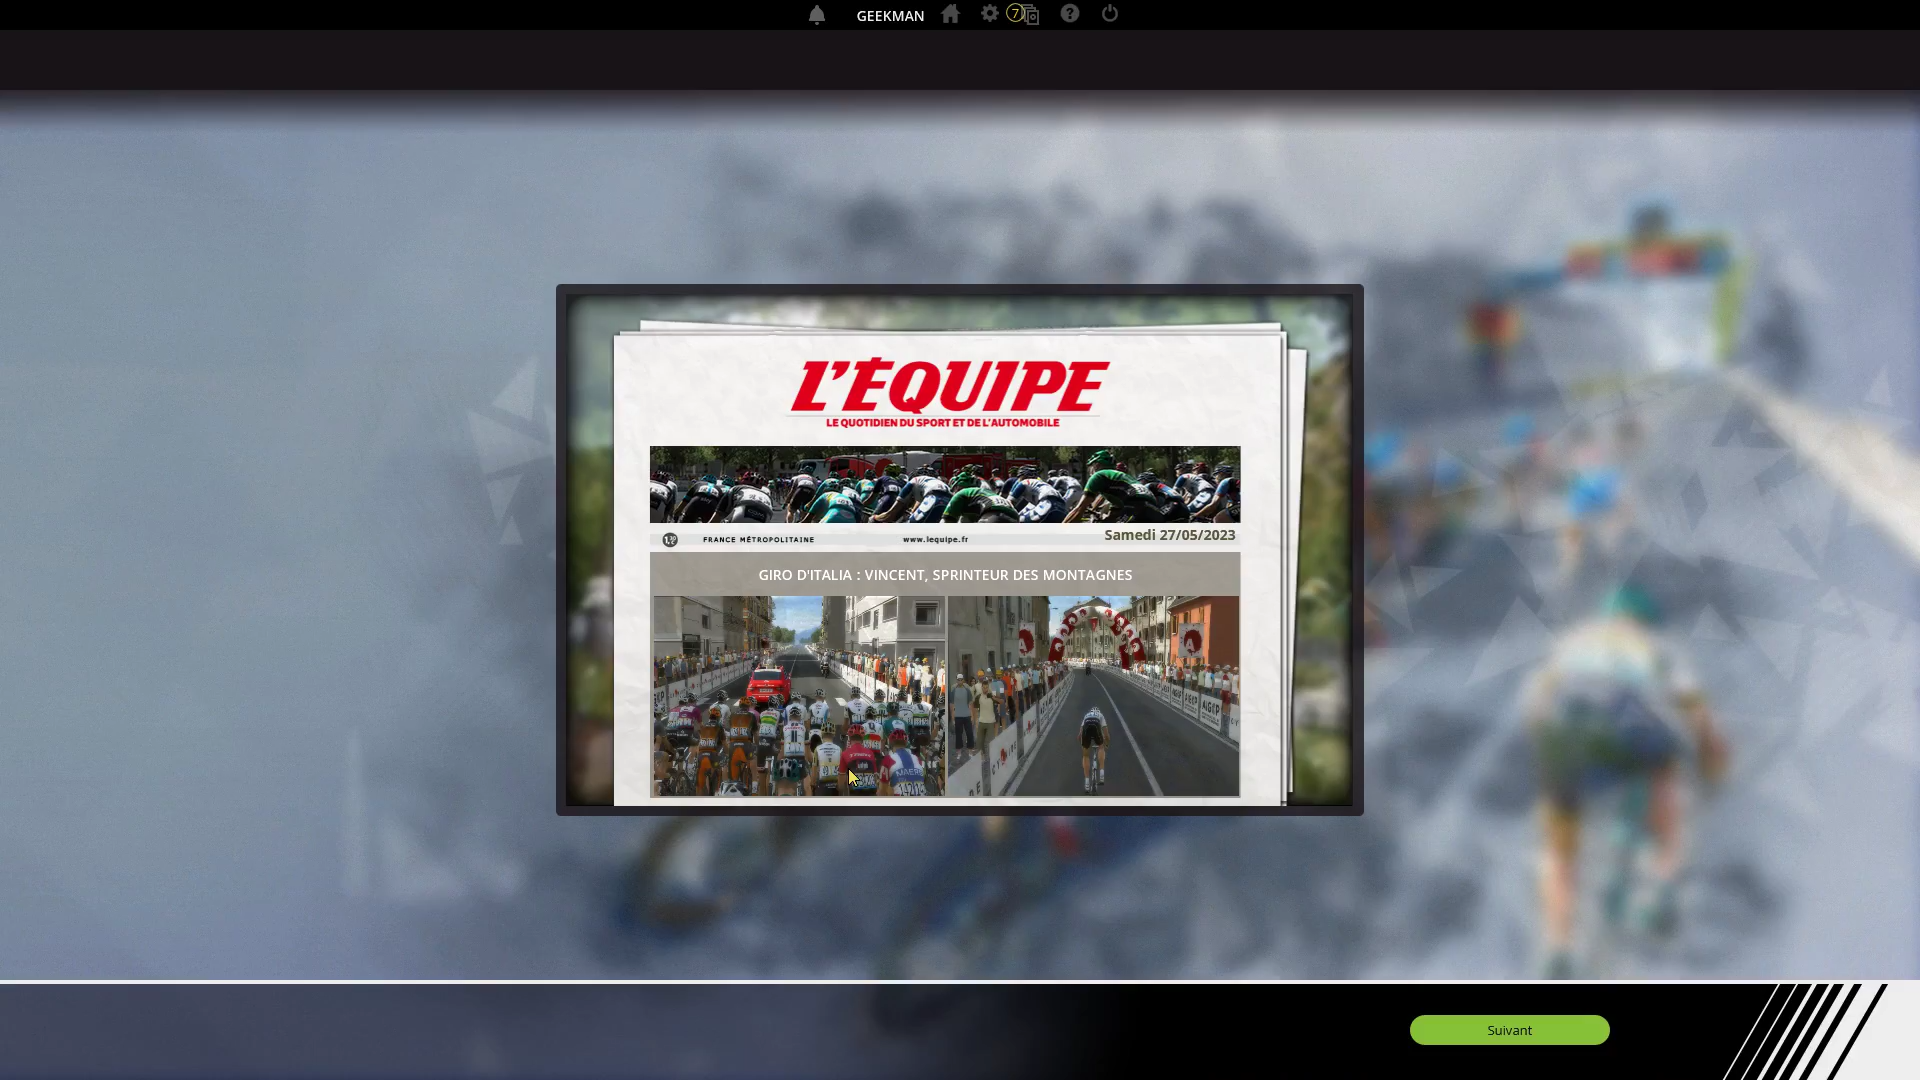 GEEKMAN
7
L'ÉQUIPE
LE QUOTIDIEN DU SPORT ET DE L'AUTOMOBILE
FRANCE MÉTROPOLITAINE
www.lequipe.fr
Samedi 27/05/2023
GIRO D'ITALIA : VINCENT, SPRINTEUR DES MONTAGNES
Suivant